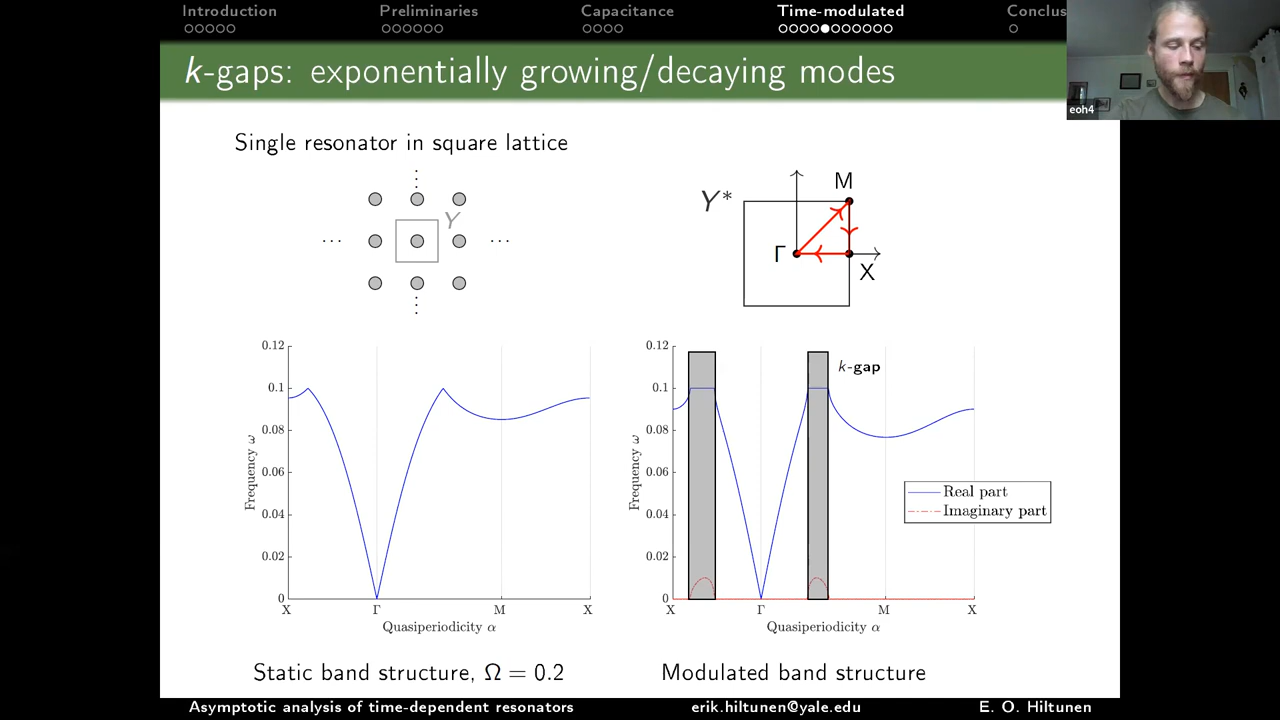 Introduction Preliminaries Capacitance Time-modulated Conclus
k-gaps: exponentially growing/decaying modes
eoh4
Single resonator in square lattice
Y
Y*
M
Γ
X
0.12
0.1
0.08
0.06
0.04
0.02
0
Frequency ω
X Γ M X
Quasiperiodicity α
0.12
0.1
0.08
0.06
0.04
0.02
0
Frequency ω
k-gap
Real part
Imaginary part
X Γ M X
Quasiperiodicity α
Static band structure, Ω = 0.2
Modulated band structure
Asymptotic analysis of time-dependent resonators erik.hiltunen@yale.edu E. O. Hiltunen